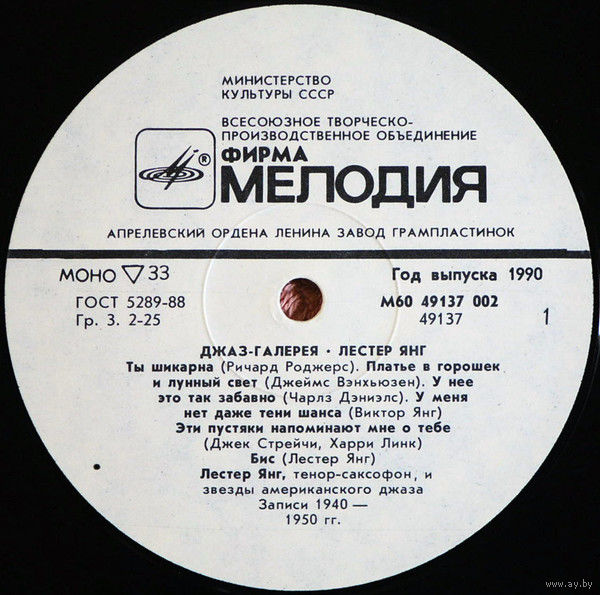 МИНИСТЕРСТВО
КУЛЬТУРЫ СССР
ВСЕСОЮЗНОЕ ТВОРЧЕСКО-
ПРОИЗВОДСТВЕННОЕ ОБЪЕДИНЕНИЕ
®
ФИРМА
МЕЛОДИЯ
АПРЕЛЕВСКИЙ ОРДЕНА ЛЕНИНА ЗАВОД ГРАМПЛАСТИНОК
МОНО ▽ 33
Год выпуска 1990
ГОСТ 5289-88
М60 49137 002
Гр. 3. 2-25
49137
1
ДЖАЗ-ГАЛЕРЕЯ · ЛЕСТЕР ЯНГ
Ты шикарна (Ричард Роджерс). Платье в горошек
и лунный свет (Джеймс Вэнхьюзен). У нее
это так забавно (Чарлз Дэниэлс). У меня
нет даже тени шанса (Виктор Янг)
Эти пустяки напоминают мне о тебе
(Джек Стрейчи, Харри Линк)
Бис (Лестер Янг)
Лестер Янг, тенор-саксофон, и
звезды американского джаза
Записи 1940 —
1950 гг.
www.ay.by